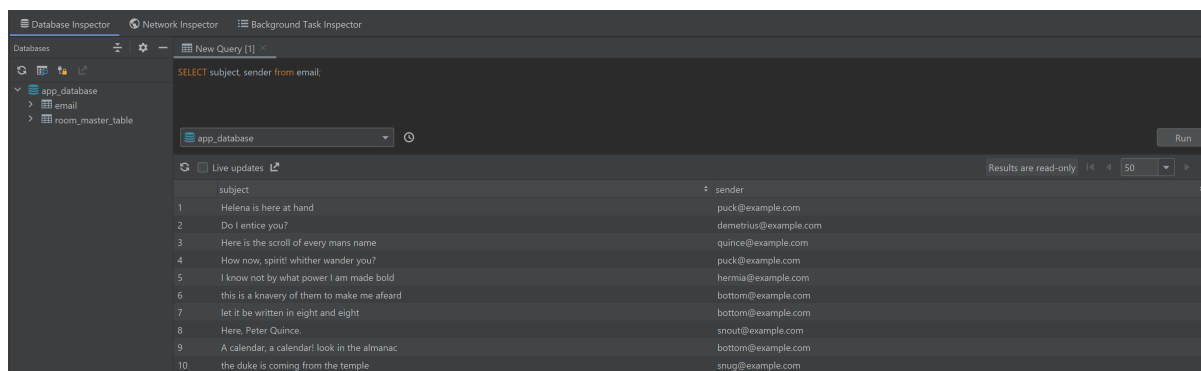 Database Inspector Network Inspector Background Task Inspector
Databases New Query [1]
SELECT subject, sender from email;
app_database
email
room_master_table
app_database
Run
Live updates Results are read-only 50
subject sender
1 Helena is here at hand puck@example.com
2 Do I entice you? demetrius@example.com
3 Here is the scroll of every mans name quince@example.com
4 How now, spirit! whither wander you? puck@example.com
5 I know not by what power I am made bold hermia@example.com
6 this is a knavery of them to make me afeard bottom@example.com
7 let it be written in eight and eight bottom@example.com
8 Here, Peter Quince. snout@example.com
9 A calendar, a calendar! look in the almanac bottom@example.com
10 the duke is coming from the temple snug@example.com